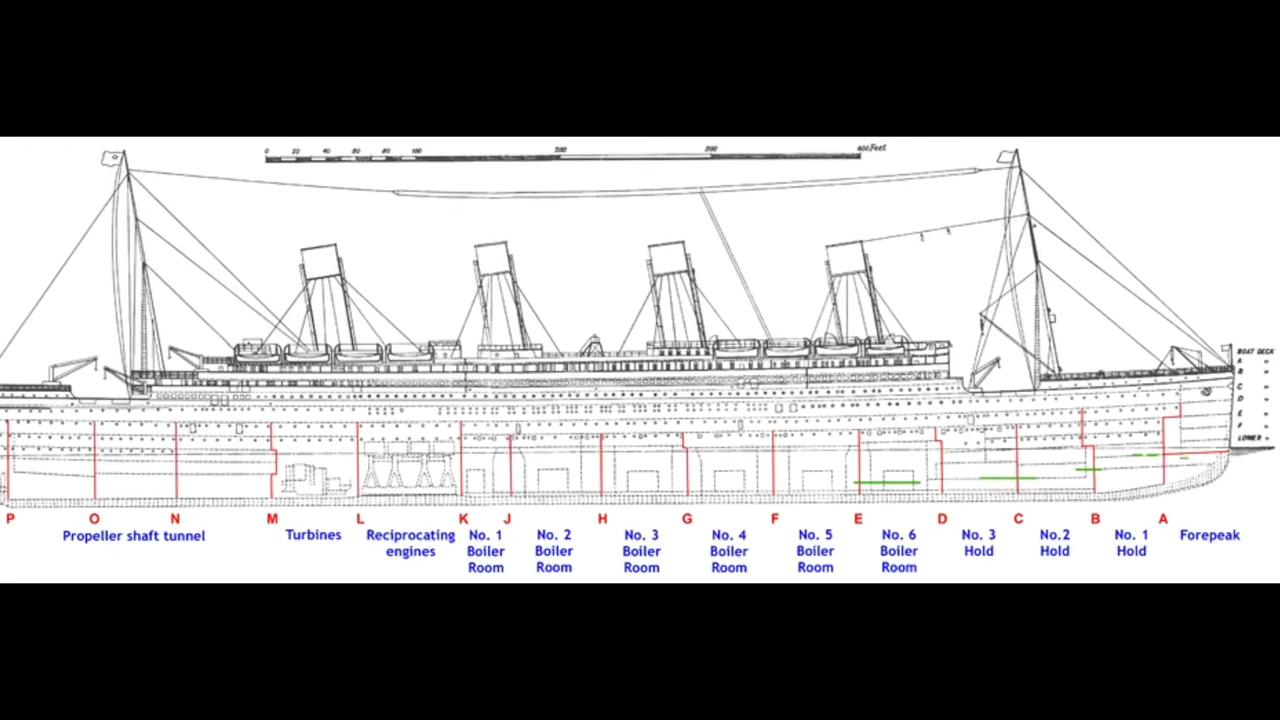 0 20 40 60 80 100 200 300 400 Feet
BOAT DECK
A "
B "
C "
D "
E "
F "
LOWER "
P O N M L K J H G F E D C B A
Propeller shaft tunnel
Turbines
Reciprocating
engines
No. 1
Boiler
Room
No. 2
Boiler
Room
No. 3
Boiler
Room
No. 4
Boiler
Room
No. 5
Boiler
Room
No. 6
Boiler
Room
No. 3
Hold
No.2
Hold
No. 1
Hold
Forepeak